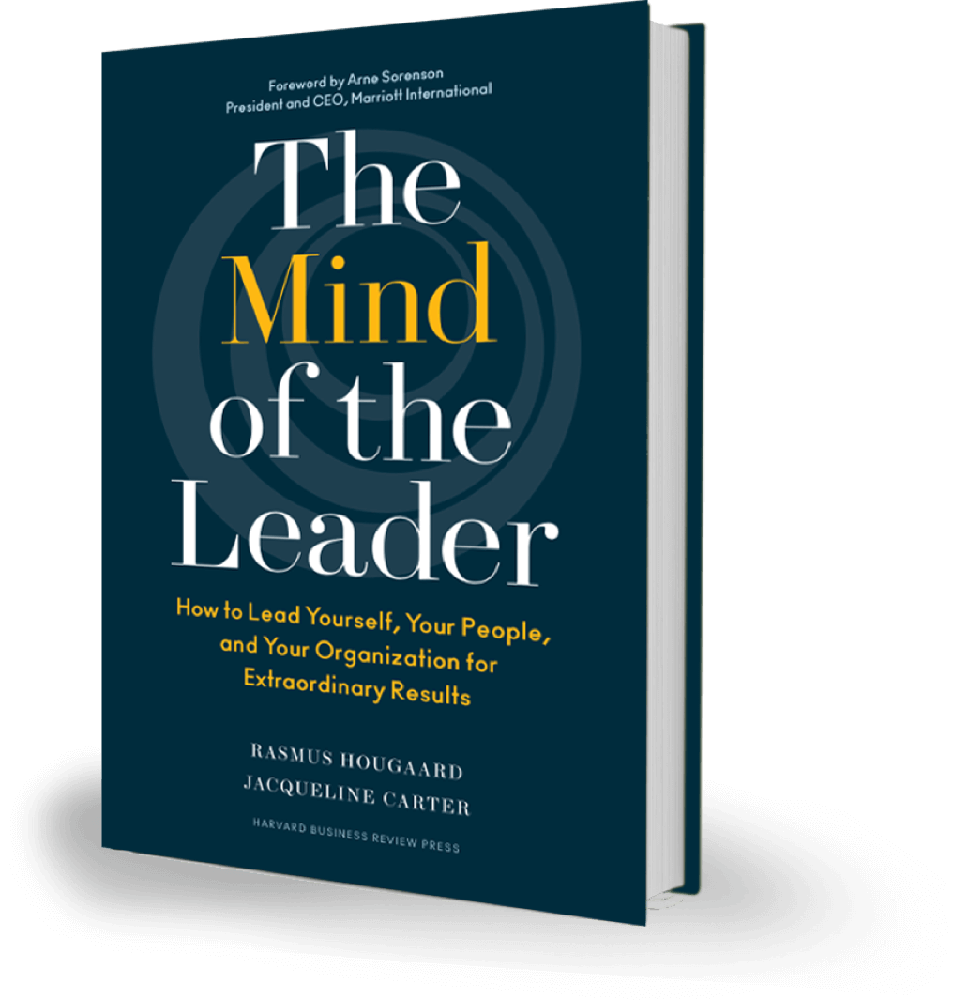 Foreword by Arne Sorenson
President and CEO, Marriott International
The
Mind
of the
Leader
How to Lead Yourself, Your People,
and Your Organization for
Extraordinary Results
RASMUS HOUGAARD
JACQUELINE CARTER
HARVARD BUSINESS REVIEW PRESS